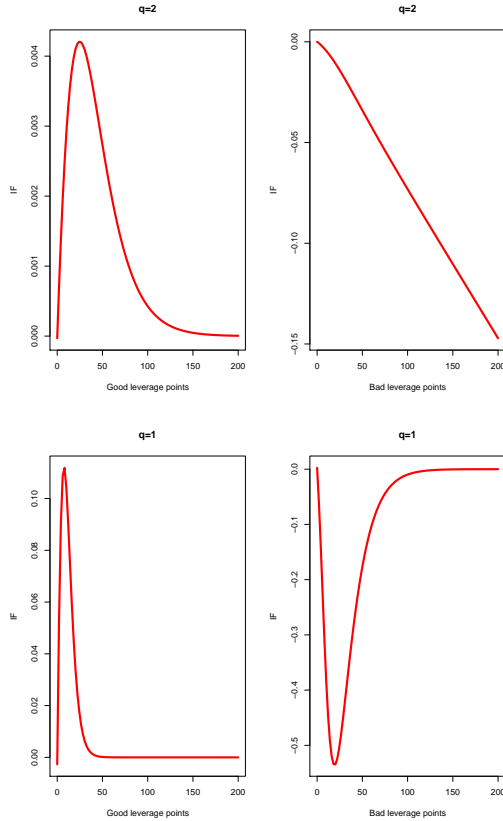 q=2
IF
0.004
0.003
0.002
0.001
0.000
0 50 100 150 200
Good leverage points
q=2
IF
0.00
−0.05
−0.10
−0.15
0 50 100 150 200
Bad leverage points
q=1
IF
0.10
0.08
0.06
0.04
0.02
0.00
0 50 100 150 200
Good leverage points
q=1
IF
0.0
−0.1
−0.2
−0.3
−0.4
−0.5
0 50 100 150 200
Bad leverage points